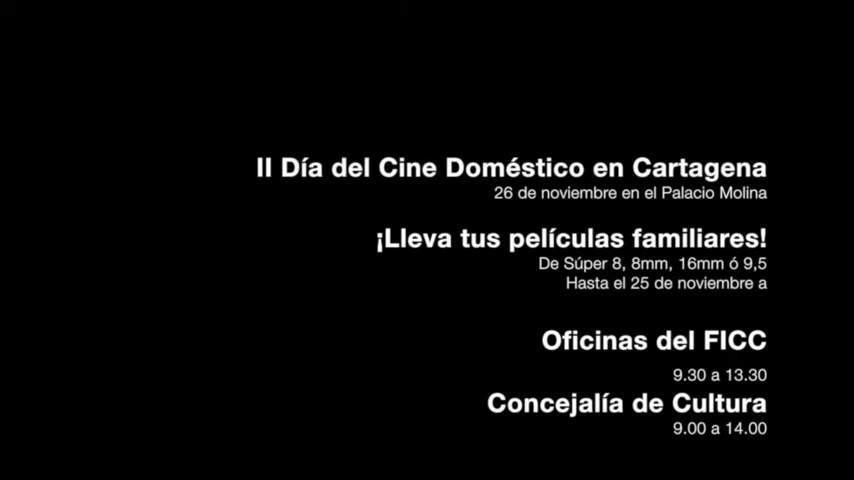 II Día del Cine Doméstico en Cartagena
26 de noviembre en el Palacio Molina
¡Lleva tus películas familiares!
De Súper 8, 8mm, 16mm ó 9,5
Hasta el 25 de noviembre a
Oficinas del FICC
9.30 a 13.30
Concejalía de Cultura
9.00 a 14.00